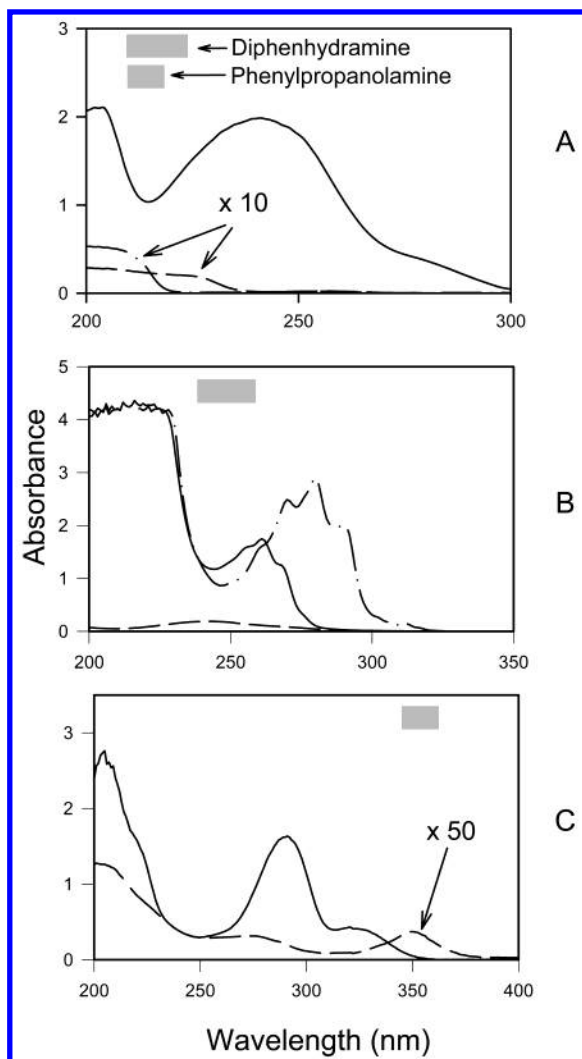 3
Diphenhydramine
Phenylpropanolamine
2
A
x 10
1
0
200
250
300
5
4
B
3
2
1
0
200
250
300
350
Absorbance
3
C
2
x 50
1
0
200
250
300
350
400
Wavelength (nm)